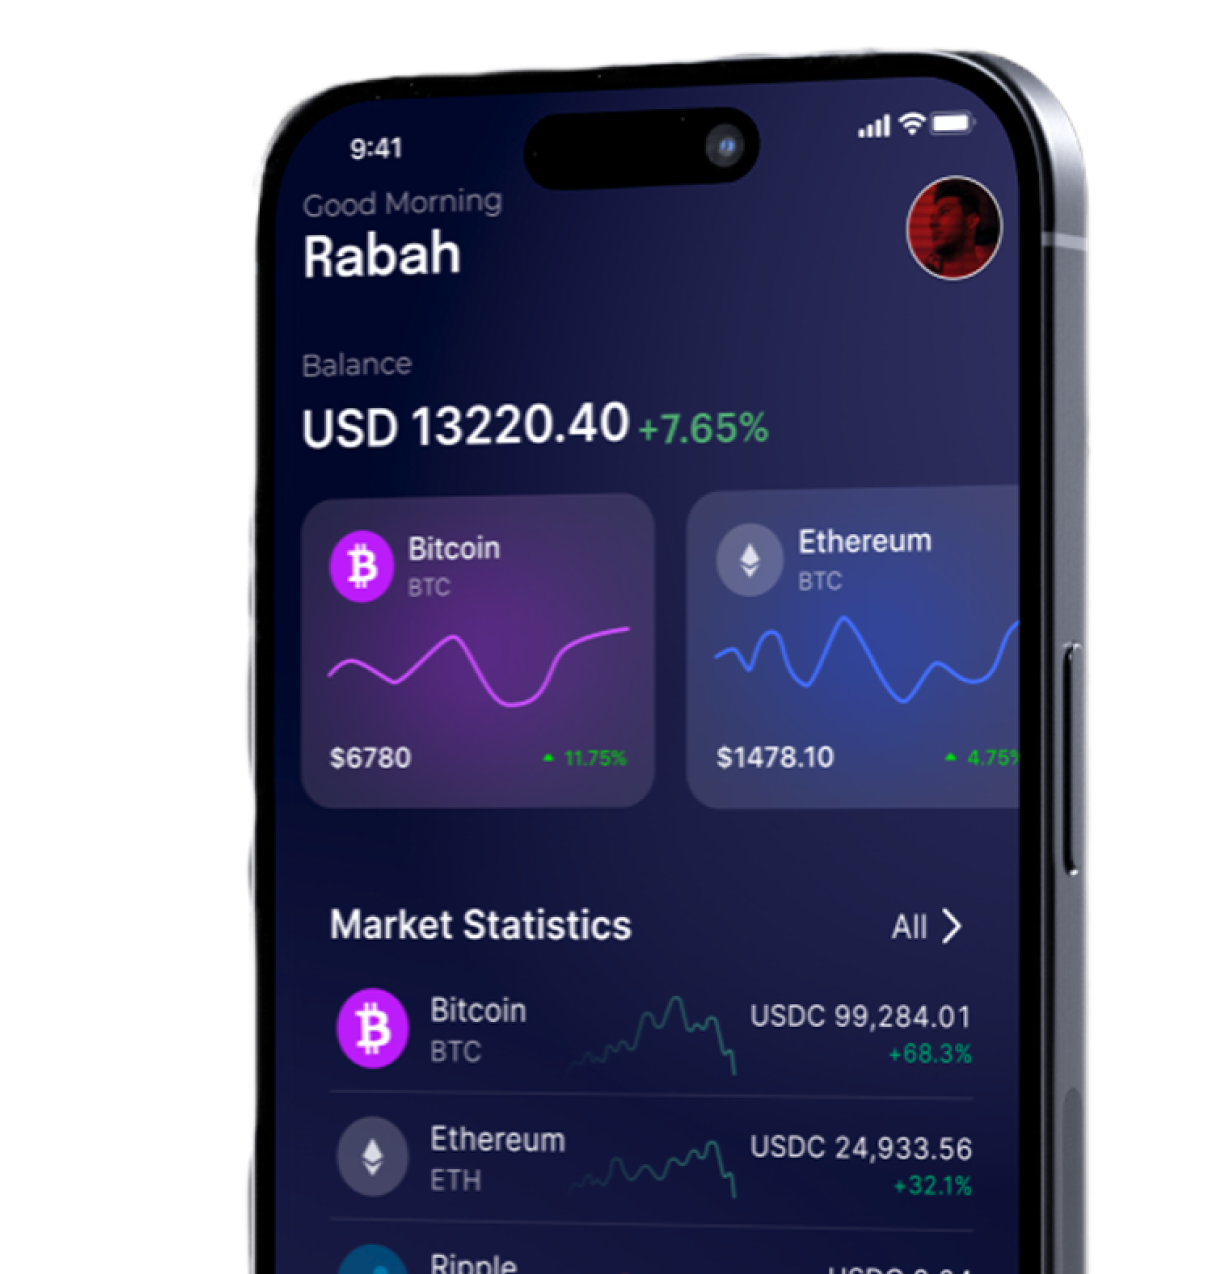 9:41
Good Morning
Rabah
Balance
USD 13220.40 +7.65%
Bitcoin
BTC
$6780
11.75%
Ethereum
BTC
$1478.10
4.75%
Market Statistics
All
Bitcoin
BTC
USDC 99,284.01
+68.3%
Ethereum
ETH
USDC 24,933.56
+32.1%
Ripple